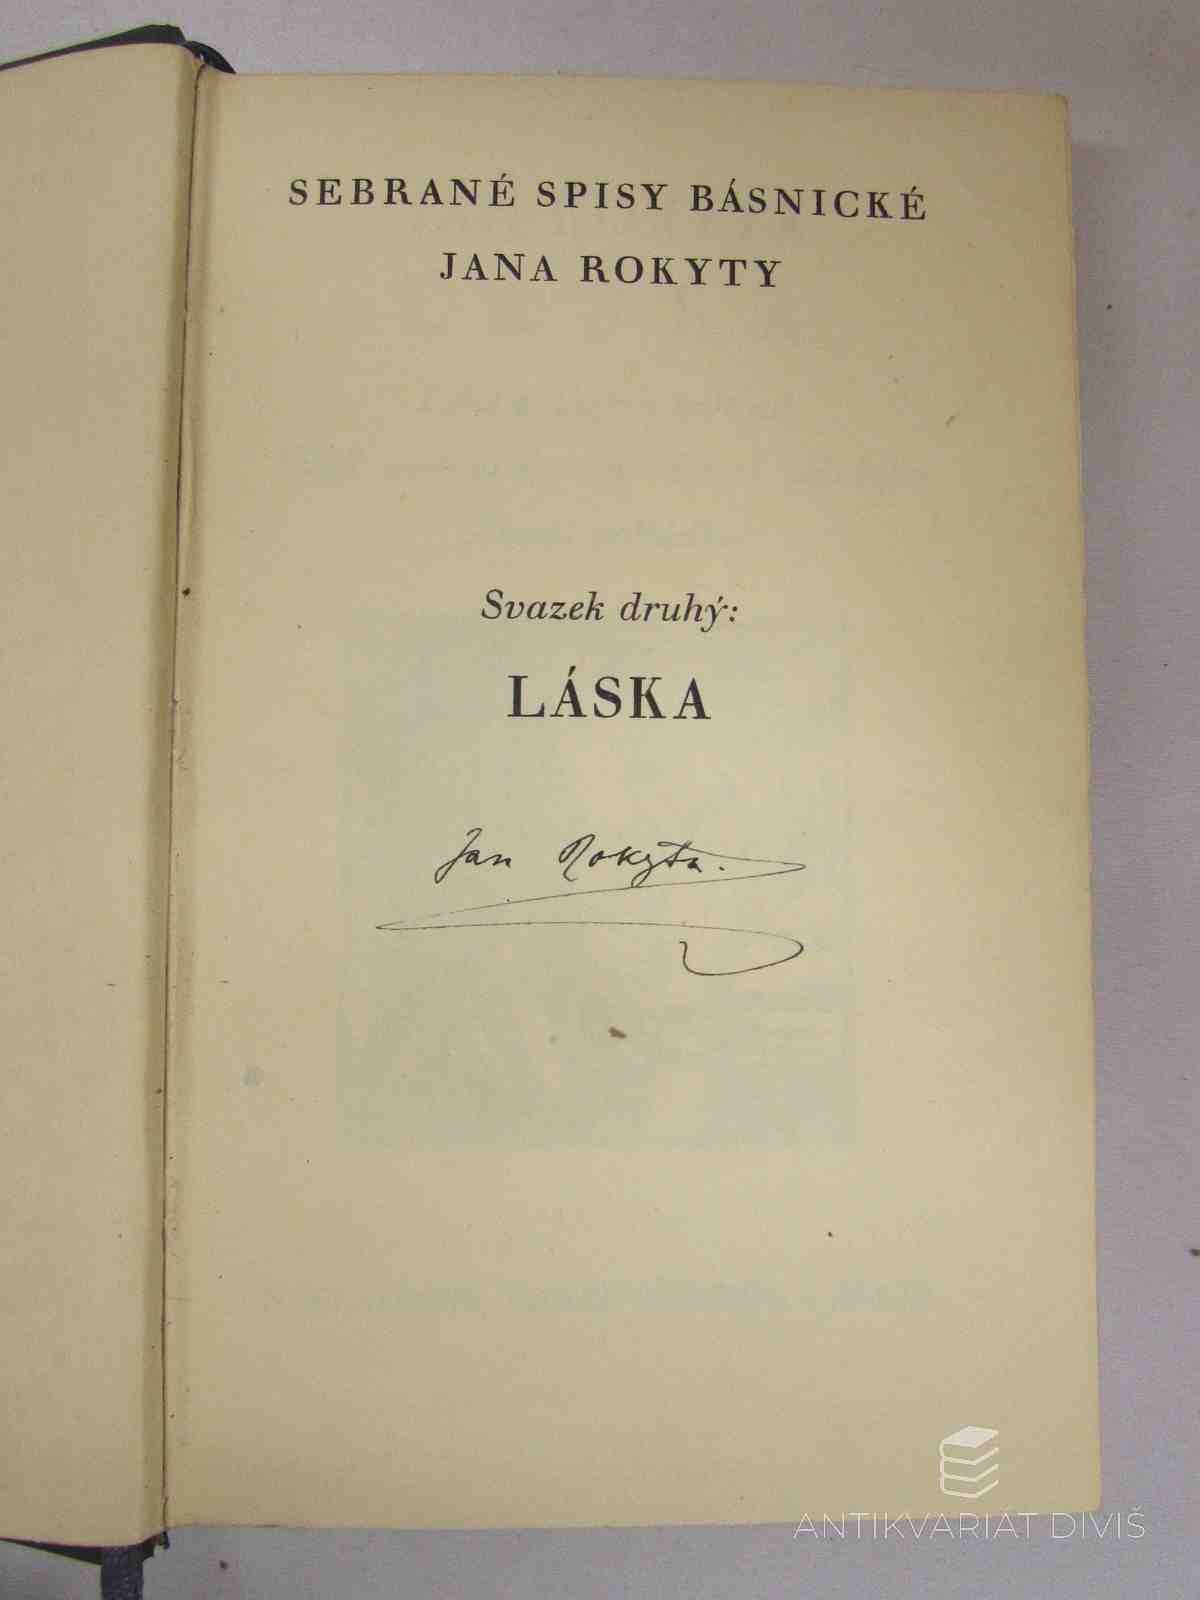 SEBRANÉ SPISY BÁSNICKÉ
JANA ROKYTY
Svazek druhý:
LÁSKA
Jan Rokyta.
ANTIKVARIÁT DIVIŠ